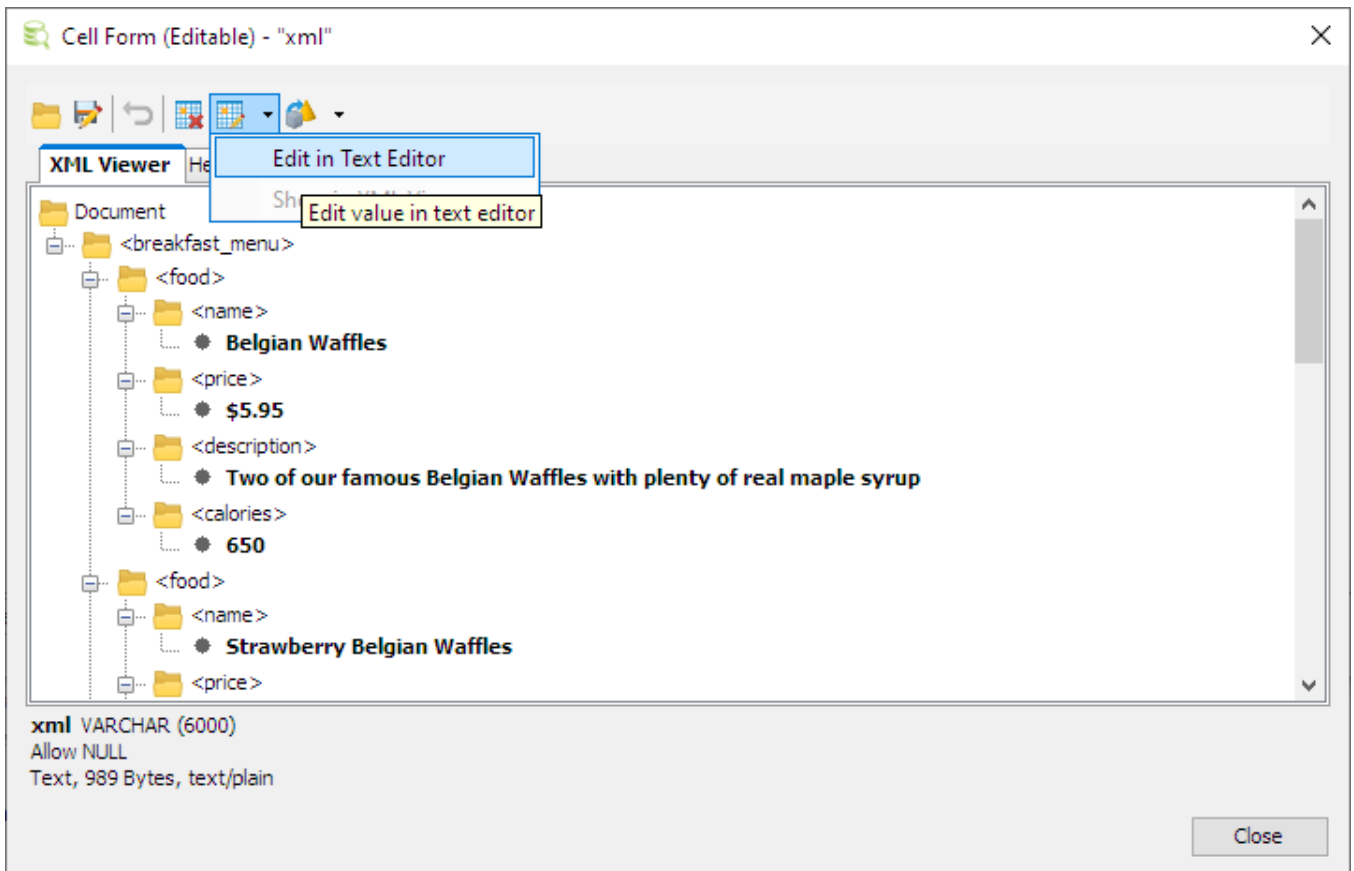 Cell Form (Editable) - "xml"
Edit in Text Editor
XML Viewer He
Sh
Edit value in text editor
Document
<breakfast_menu>
<food>
<name>
Belgian Waffles
<price>
$5.95
<description>
Two of our famous Belgian Waffles with plenty of real maple syrup
<calories>
650
<food>
<name>
Strawberry Belgian Waffles
<price>
xml VARCHAR (6000)
Allow NULL
Text, 989 Bytes, text/plain
Close